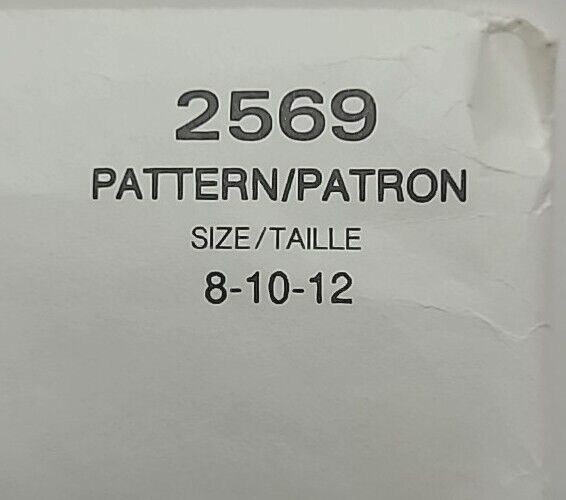 2569
PATTERN/PATRON
SIZE/TAILLE
8-10-12